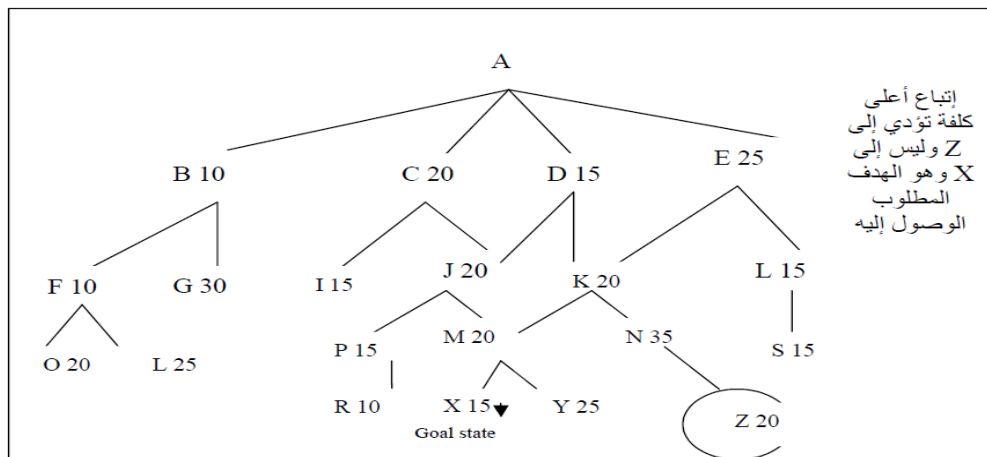 A
إتباع أعلى
كلفة تؤدي إلى
Z وليس إلى
X وهو الهدف
المطلوب
الوصول إليه
B 10 C 20 D 15 E 25
F 10 G 30 I 15 J 20 K 20 L 15
O 20 L 25 P 15 M 20 N 35 S 15
R 10 X 15 Y 25 Z 20
Goal state